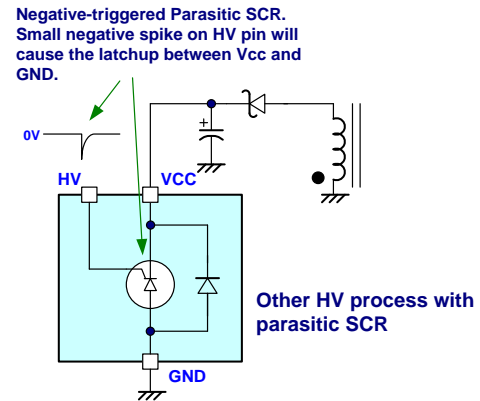 Negative-triggered Parasitic SCR.
Small negative spike on HV pin will
cause the latchup between Vcc and
GND.
+
0V
HV
VCC
Other HV process with
parasitic SCR
GND